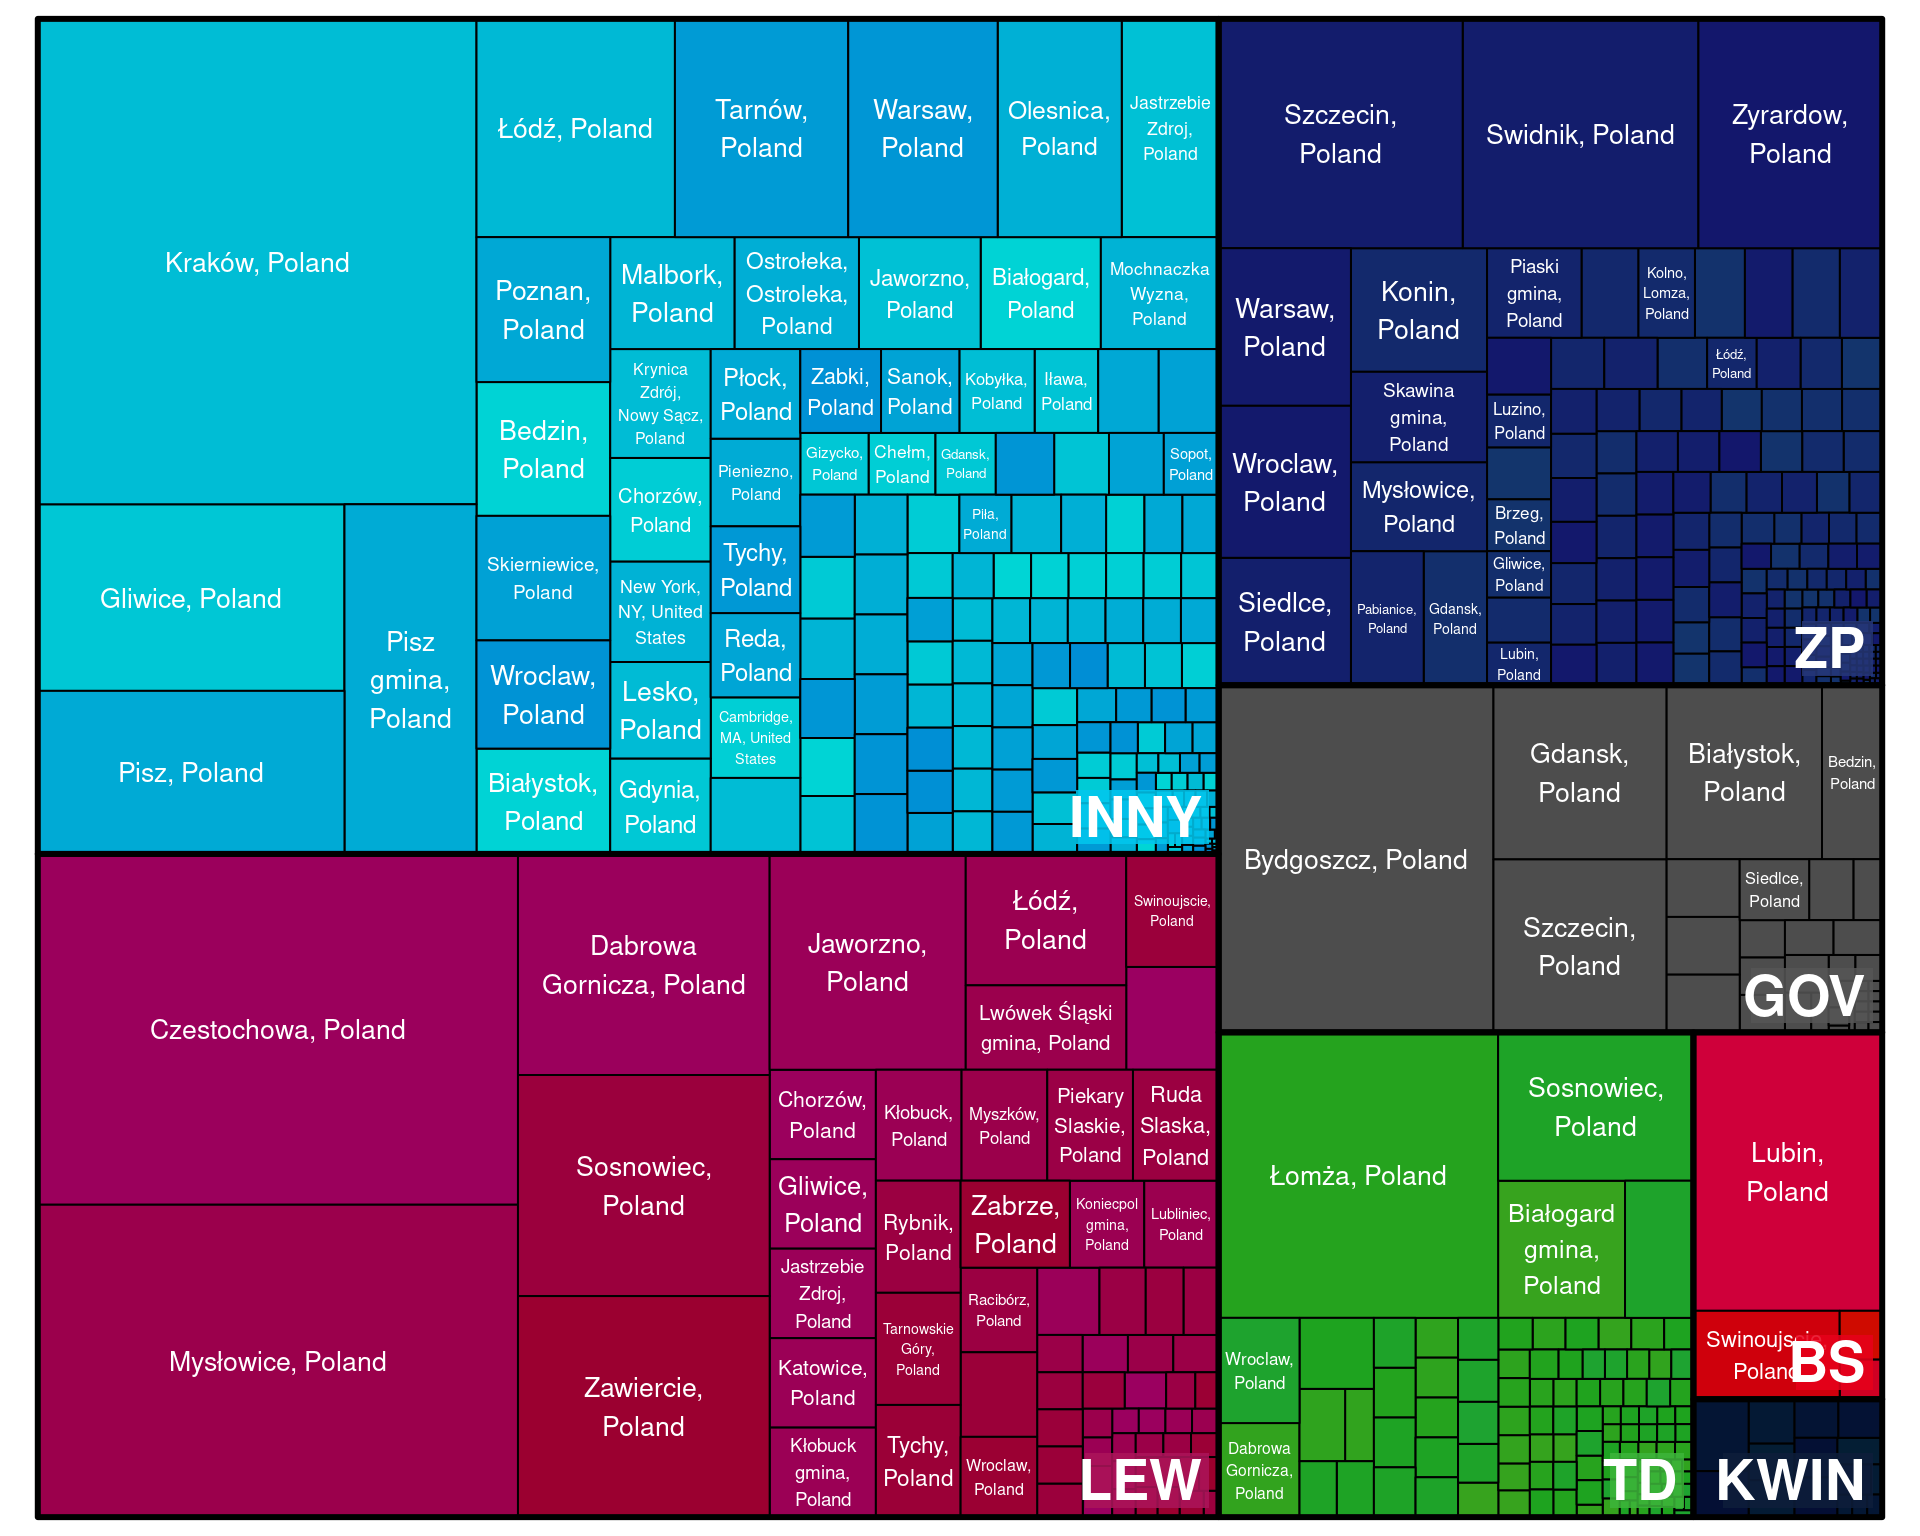 Kraków, Poland
Łódź, Poland
Tarnów,
Poland
Warsaw,
Poland
Olesnica,
Poland
Jastrzebie
Zdroj,
Poland
Poznan,
Poland
Malbork,
Poland
Ostrołeka,
Ostroleka,
Poland
Jaworzno,
Poland
Białogard,
Poland
Mochnaczka
Wyzna,
Poland
Bedzin,
Poland
Krynica
Zdrój,
Nowy Sącz,
Poland
Płock,
Poland
Zabki,
Poland
Sanok,
Poland
Kobyłka,
Poland
Iława,
Poland
Chorzów,
Poland
Pieniezno,
Poland
Gizycko,
Poland
Chełm,
Poland
Gdansk,
Poland
Sopot,
Poland
Piła,
Poland
Gliwice, Poland
Pisz
gmina,
Poland
Pisz, Poland
Skierniewice,
Poland
New York,
NY, United
States
Tychy,
Poland
Wroclaw,
Poland
Lesko,
Poland
Reda,
Poland
Cambridge,
MA, United
States
Białystok,
Poland
Gdynia,
Poland
INNY
Szczecin,
Poland
Swidnik, Poland
Zyrardow,
Poland
Warsaw,
Poland
Konin,
Poland
Piaski
gmina,
Poland
Kolno,
Lomza,
Poland
Łódź,
Poland
Skawina
gmina,
Poland
Luzino,
Poland
Wroclaw,
Poland
Mysłowice,
Poland
Brzeg,
Poland
Gliwice,
Poland
Siedlce,
Poland
Pabianice,
Poland
Gdansk,
Poland
Lubin,
Poland
ZP
Bydgoszcz, Poland
Gdansk,
Poland
Białystok,
Poland
Bedzin,
Poland
Szczecin,
Poland
Siedlce,
Poland
GOV
Czestochowa, Poland
Mysłowice, Poland
Dabrowa
Gornicza, Poland
Sosnowiec,
Poland
Zawiercie,
Poland
Jaworzno,
Poland
Łódź,
Poland
Swinoujscie,
Poland
Lwówek Śląski
gmina, Poland
Chorzów,
Poland
Kłobuck,
Poland
Myszków,
Poland
Piekary
Slaskie,
Poland
Ruda
Slaska,
Poland
Gliwice,
Poland
Rybnik,
Poland
Zabrze,
Poland
Koniecpol
gmina,
Poland
Lubliniec,
Poland
Jastrzebie
Zdroj,
Poland
Tarnowskie
Góry,
Poland
Racibórz,
Poland
Katowice,
Poland
Kłobuck
gmina,
Poland
Tychy,
Poland
Wroclaw,
Poland
LEW
Łomża, Poland
Sosnowiec,
Poland
Białogard
gmina,
Poland
Wroclaw,
Poland
Dabrowa
Gornicza,
Poland
TD
Lubin,
Poland
Swinoujscie,
Poland
BS
KWIN